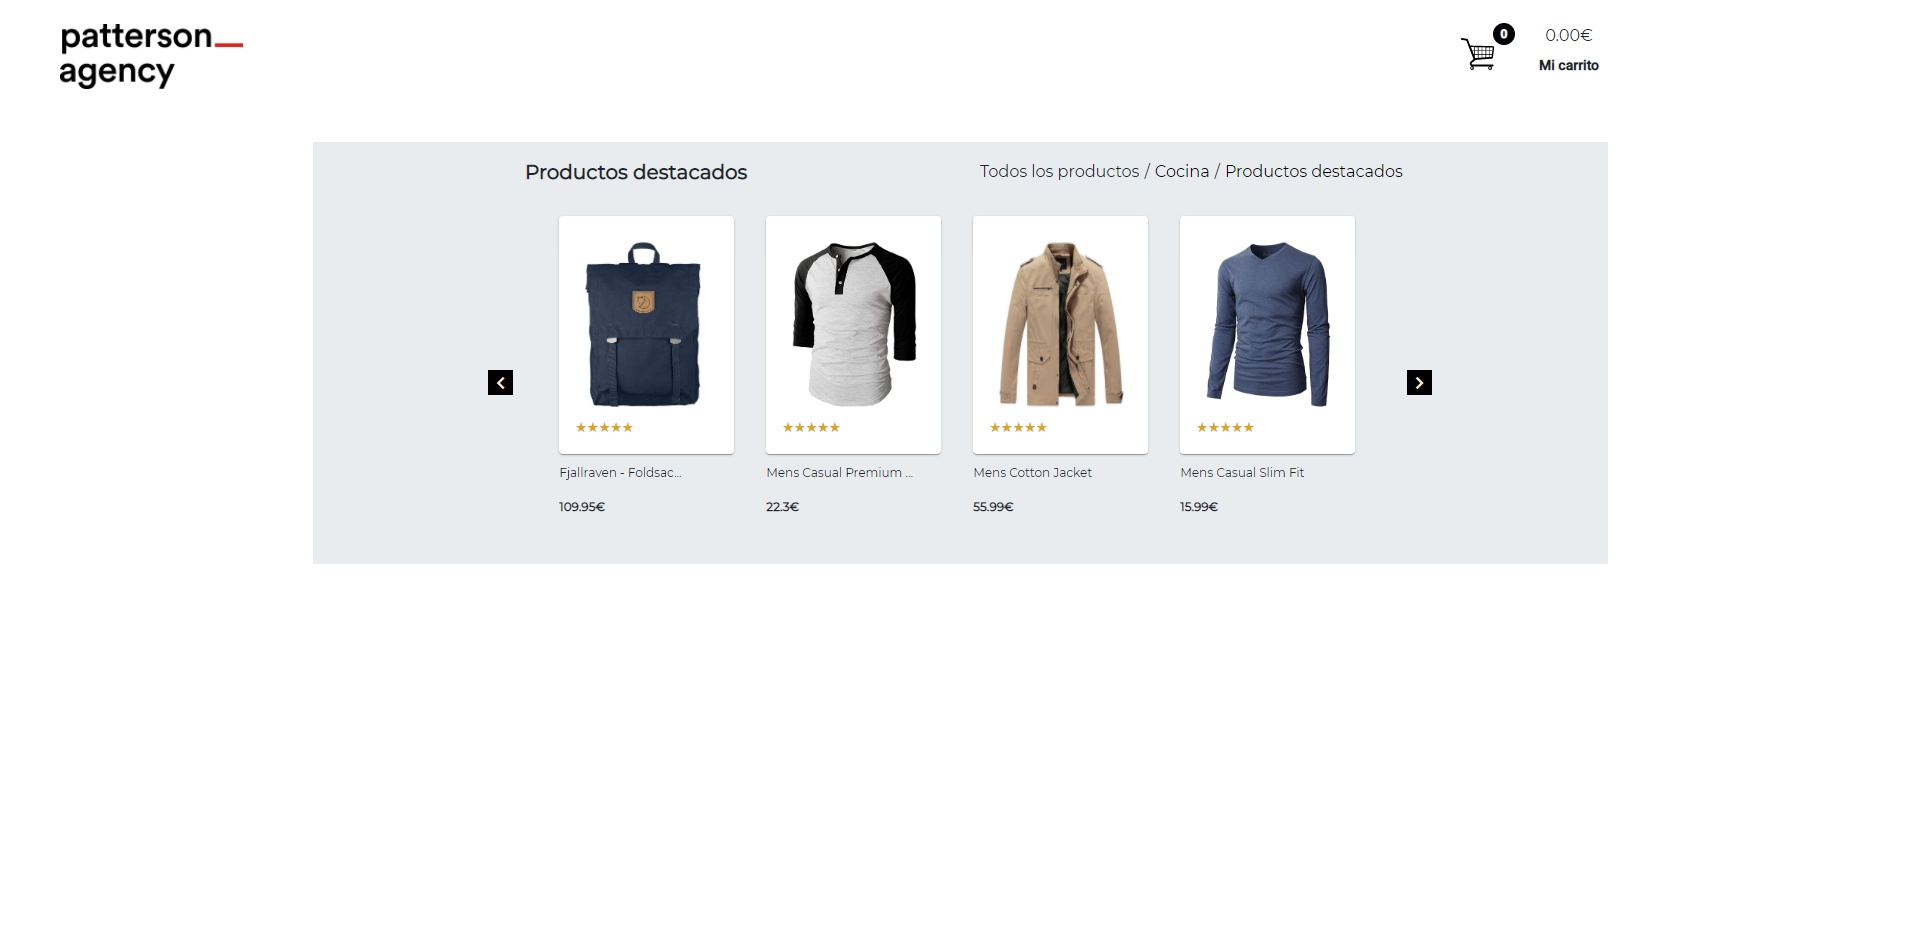 patterson
agency
0
0.00€
Mi carrito
Productos destacados
Todos los productos / Cocina / Productos destacados
★★★★★
★★★★★
★★★★★
★★★★★
Fjallraven - Foldsac...
Mens Casual Premium ...
Mens Cotton Jacket
Mens Casual Slim Fit
109.95€
22.3€
55.99€
15.99€